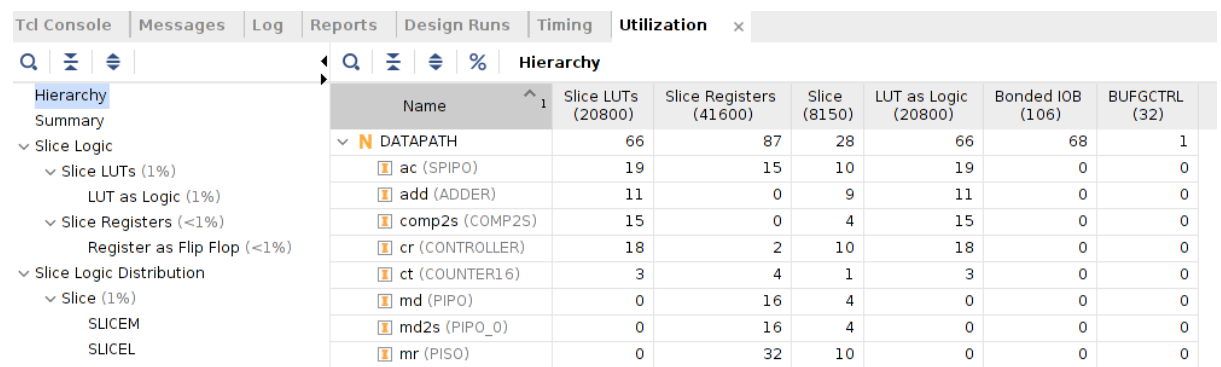 Tcl Console Messages Log Reports Design Runs Timing Utilization ×
% Hierarchy
Hierarchy
Summary
Slice Logic
Slice LUTs (1%)
LUT as Logic (1%)
Slice Registers (<1%)
Register as Flip Flop (<1%)
Slice Logic Distribution
Slice (1%)
SLICEM
SLICEL
Name 1 Slice LUTs (20800) Slice Registers (41600) Slice (8150) LUT as Logic (20800) Bonded IOB (106) BUFGCTRL (32)
N DATAPATH 66 87 28 66 68 1
I ac (SPIPO) 19 15 10 19 0 0
I add (ADDER) 11 0 9 11 0 0
I comp2s (COMP2S) 15 0 4 15 0 0
I cr (CONTROLLER) 18 2 10 18 0 0
I ct (COUNTER16) 3 4 1 3 0 0
I md (PIPO) 0 16 4 0 0 0
I md2s (PIPO_0) 0 16 4 0 0 0
I mr (PISO) 0 32 10 0 0 0